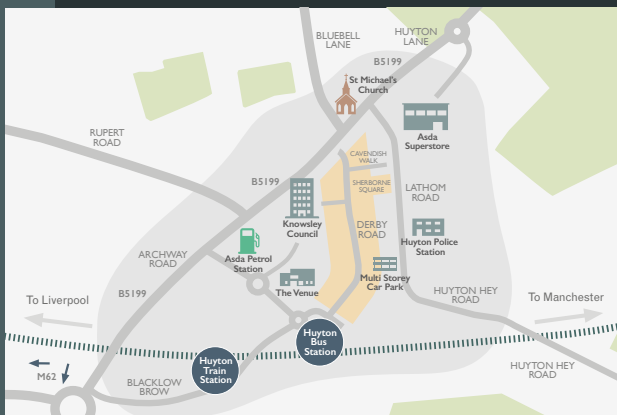 BLUEBELL
LANE
HUYTON
LANE
B5199
St Michael's
Church
Asda
Superstore
RUPERT
ROAD
CAVENDISH
WALK
B5199
SHERBORNE
SQUARE
LATHOM
ROAD
Knowsley
Council
DERBY
ROAD
Huyton Police
Station
ARCHWAY
ROAD
Asda Petrol
Station
The Venue
Multi Storey
Car Park
B5199
HUYTON HEY
ROAD
To Liverpool
To Manchester
Huyton
Bus
Station
Huyton
Train
Station
M62
BLACKLOW
BROW
HUYTON HEY
ROAD